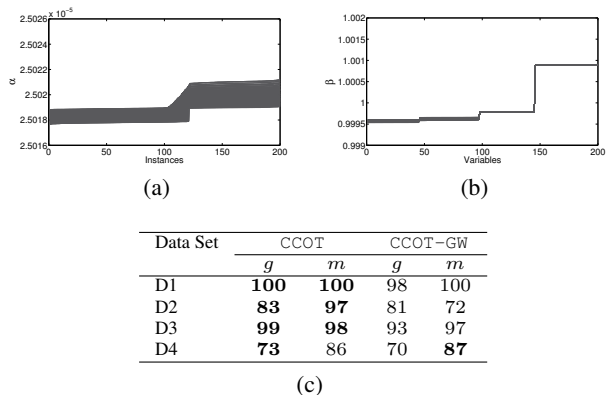 2.5026 x 10⁻⁵
2.5024
2.5022
2.502
2.5018
2.5016
α
0 50 100 150 200
Instances
(a)
1.002
1.0015
1.001
1.0005
1
0.9995
0.999
β
0 50 100 150 200
Variables
(b)
Data Set CCOT CCOT-GW
g m g m
D1 100 100 98 100
D2 83 97 81 72
D3 99 98 93 97
D4 73 86 70 87
(c)